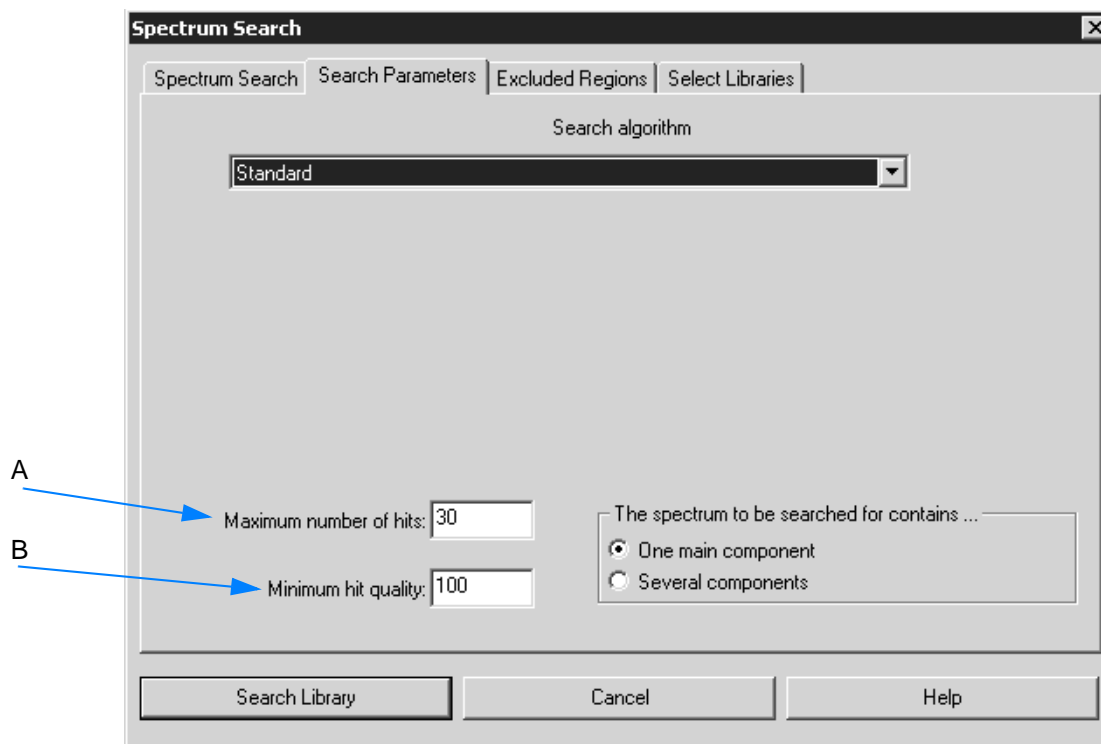 Spectrum Search
Spectrum Search Search Parameters Excluded Regions Select Libraries
Search algorithm
Standard
A
Maximum number of hits: 30
The spectrum to be searched for contains ...
One main component
B
Minimum hit quality: 100
Several components
Search Library Cancel Help